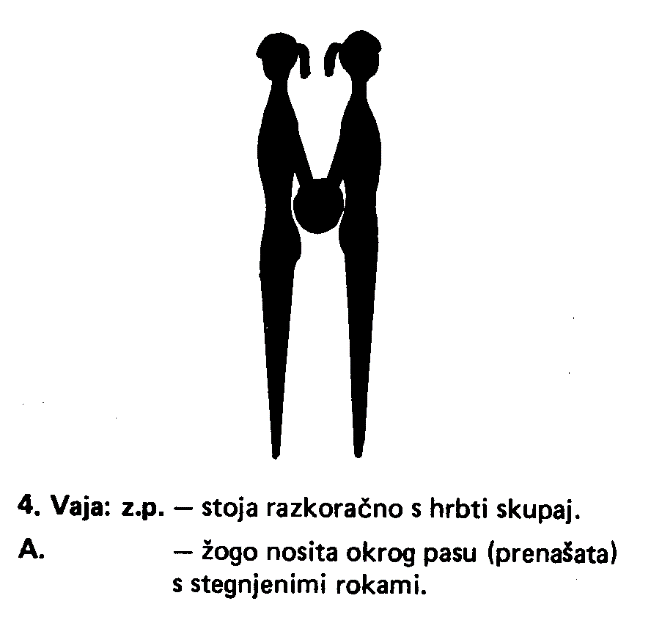 4. Vaja: z.p. — stoja razkoračno s hrbti skupaj.
A. — žogo nosita okrog pasu (prenašata)
s stegnjenimi rokami.